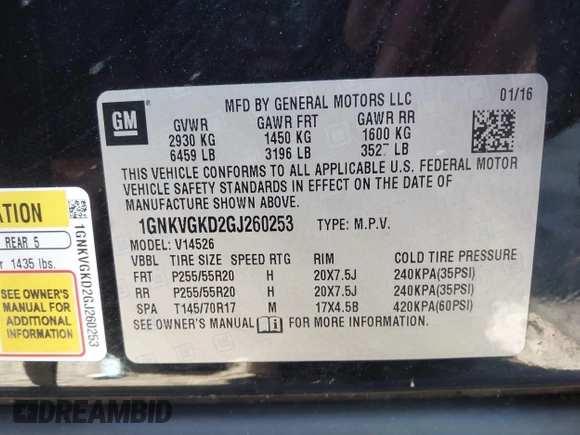 MFD BY GENERAL MOTORS LLC 01/16
GM
GVWR GAWR FRT GAWR RR
2930 KG 1450 KG 1600 KG
6459 LB 3196 LB LB
THIS VEHICLE CONFORMS TO ALL APPLICABLE U.S. FEDERAL MOTOR
VEHICLE SAFETY STANDARDS IN EFFECT ON THE DATE OF
MANUFACTURE SHOWN ABOVE.
1GNKVGKD2GJ260253 TYPE: M.P.V.
MODEL: V14526
VBBL TIRE SIZE SPEED RTG RIM COLD TIRE PRESSURE
FRT P255/55R20 H 20X7.5J 240KPA(35PSI)
RR P255/55R20 H 20X7.5J 240KPA(35PSI)
SPA T145/70R17 M 17X4.5B 420KPA(60PSI)
SEE OWNER'S MANUAL FOR MORE INFORMATION.
REAR 5
1435 lbs.
SEE OWNER'S
MANUAL FOR
ADDITIONAL
INFORMATION
1GNKVGKD2GJ260253
DREAMBID